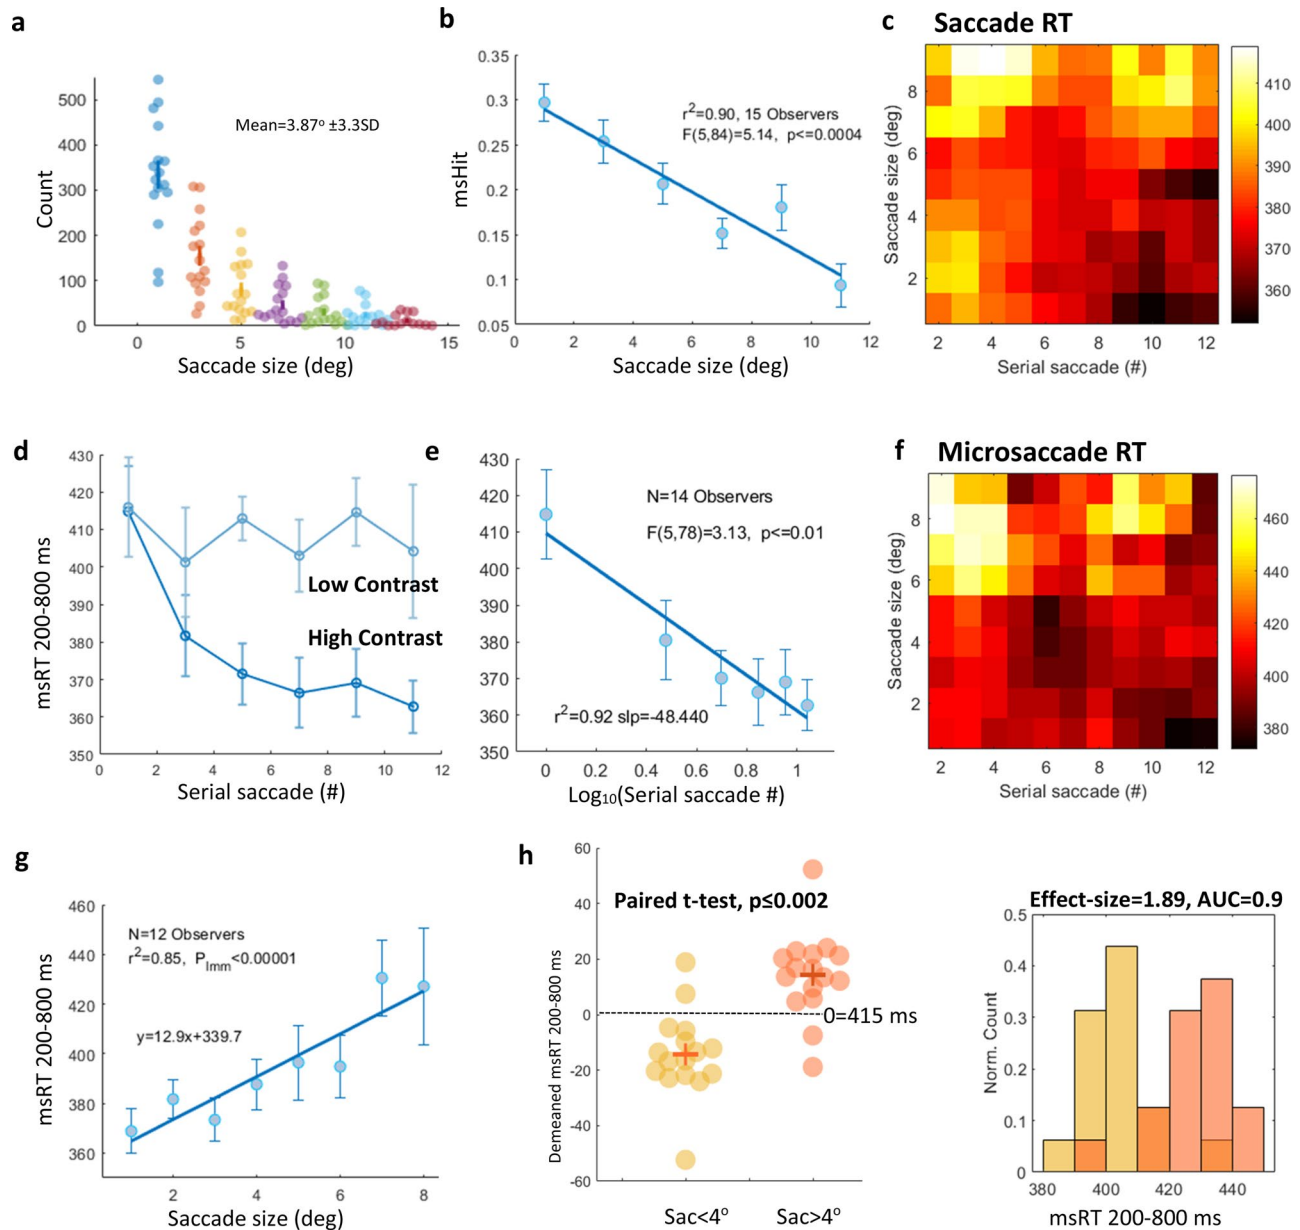 a
Mean=3.87° ±3.3SD
Count
500
400
300
200
100
0
0
5
10
15
Saccade size (deg)
b
msHit
0.35
0.3
0.25
0.2
0.15
0.1
0.05
r²=0.90, 15 Observers
F(5,84)=5.14, p<=0.0004
0
2
4
6
8
10
12
Saccade size (deg)
c
Saccade RT
Saccade size (deg)
8
6
4
2
2
4
6
8
10
12
Serial saccade (#)
410
400
390
380
370
360
d
msRT 200-800 ms
430
420
410
400
390
380
370
360
350
Low Contrast
High Contrast
0
2
4
6
8
10
12
Serial saccade (#)
e
430
420
410
400
390
380
370
360
350
N=14 Observers
F(5,78)=3.13, p<=0.01
r²=0.92 slp=-48.440
0
0.2
0.4
0.6
0.8
1
Log₁₀(Serial saccade #)
f
Microsaccade RT
Saccade size (deg)
8
6
4
2
2
4
6
8
10
12
Serial saccade (#)
460
440
420
400
380
g
msRT 200-800 ms
460
440
420
400
380
360
N=12 Observers
r²=0.85, P_lmm<0.00001
y=12.9x+339.7
2
4
6
8
Saccade size (deg)
h
Demeaned msRT 200-800 ms
60
40
20
0
-20
-40
-60
Paired t-test, p≤0.002
0=415 ms
Sac<4°
Sac>4°
Effect-size=1.89, AUC=0.9
Norm. Count
0.5
0.4
0.3
0.2
0.1
0
380
400
420
440
msRT 200-800 ms